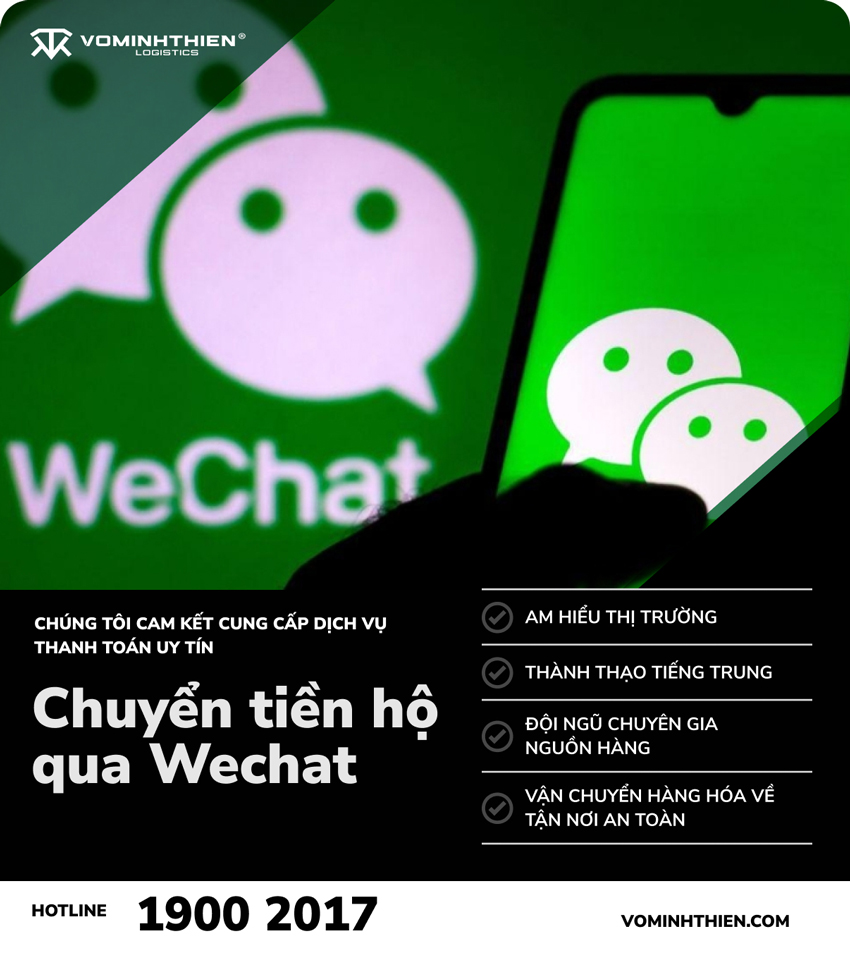 VOMINHTHIEN®
LOGISTICS
WeChat
CHÚNG TÔI CAM KẾT CUNG CẤP DỊCH VỤ
THANH TOÁN UY TÍN
Chuyển tiền hộ
qua Wechat
AM HIỂU THỊ TRƯỜNG
THÀNH THẠO TIẾNG TRUNG
ĐỘI NGŨ CHUYÊN GIA
NGUỒN HÀNG
VẬN CHUYỂN HÀNG HÓA VỀ
TẬN NƠI AN TOÀN
HOTLINE 1900 2017
VOMINHTHIEN.COM